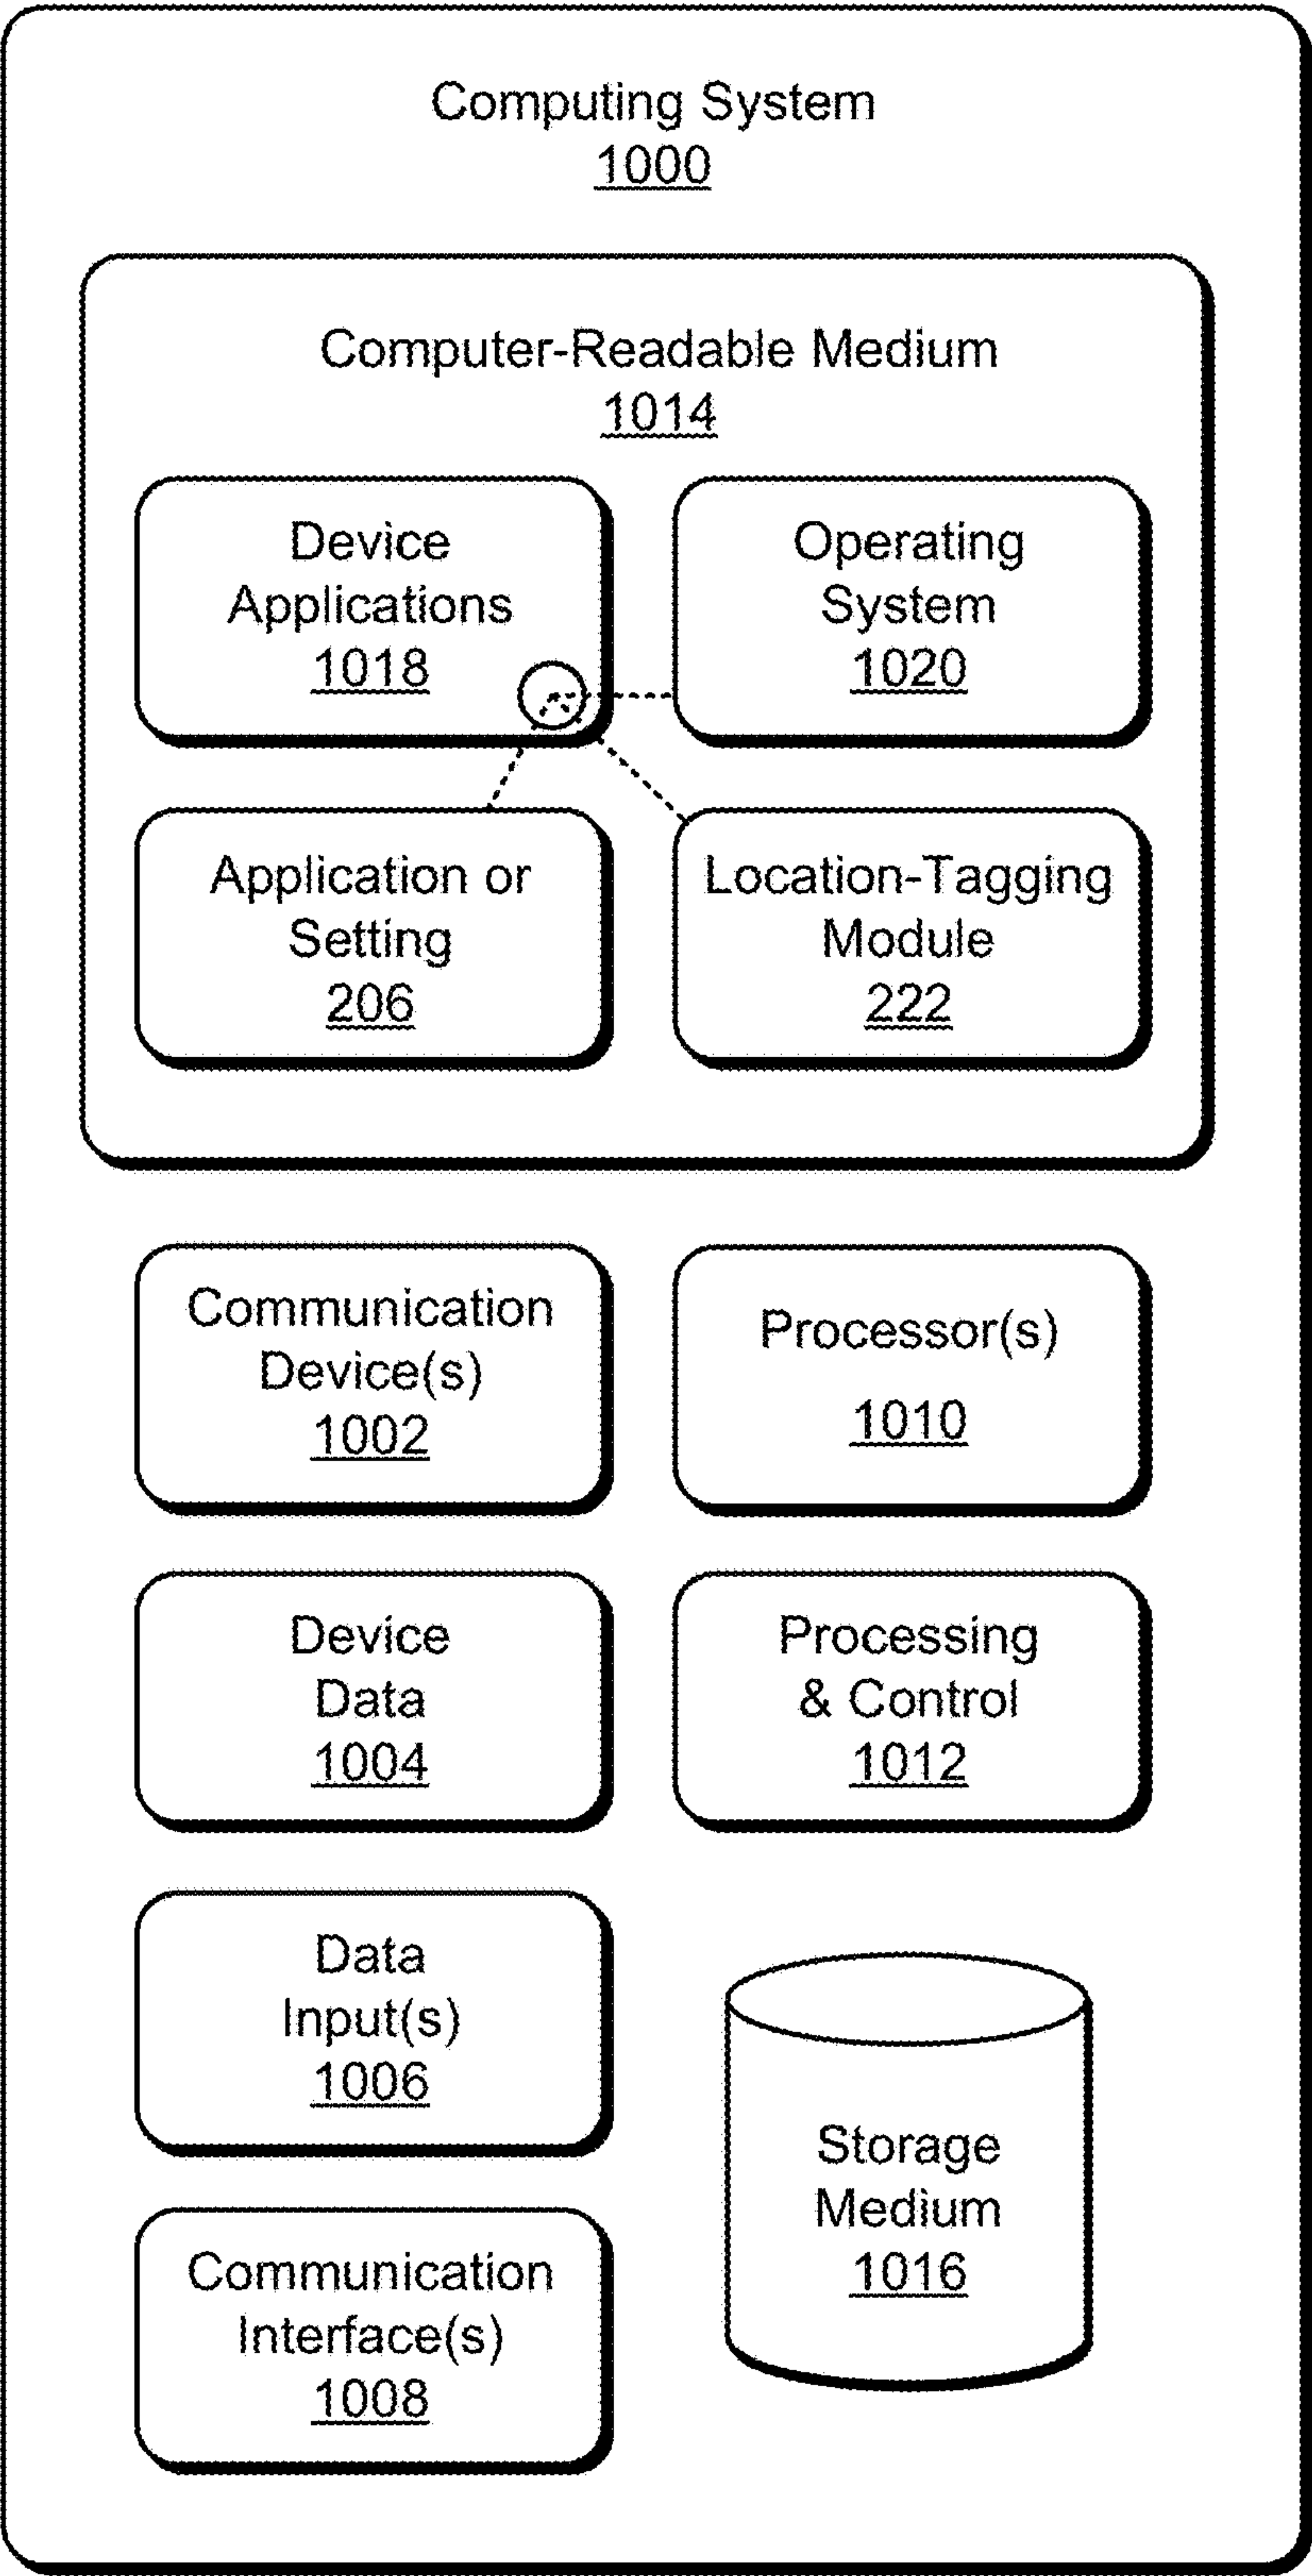 Computing System
1000
Computer-Readable Medium
1014
Device
Applications
1018
Operating
System
1020
Application or
Setting
206
Location-Tagging
Module
222
Communication
Device(s)
1002
Processor(s)
1010
Device
Data
1004
Processing
& Control
1012
Data
Input(s)
1006
Storage
Medium
1016
Communication
Interface(s)
1008